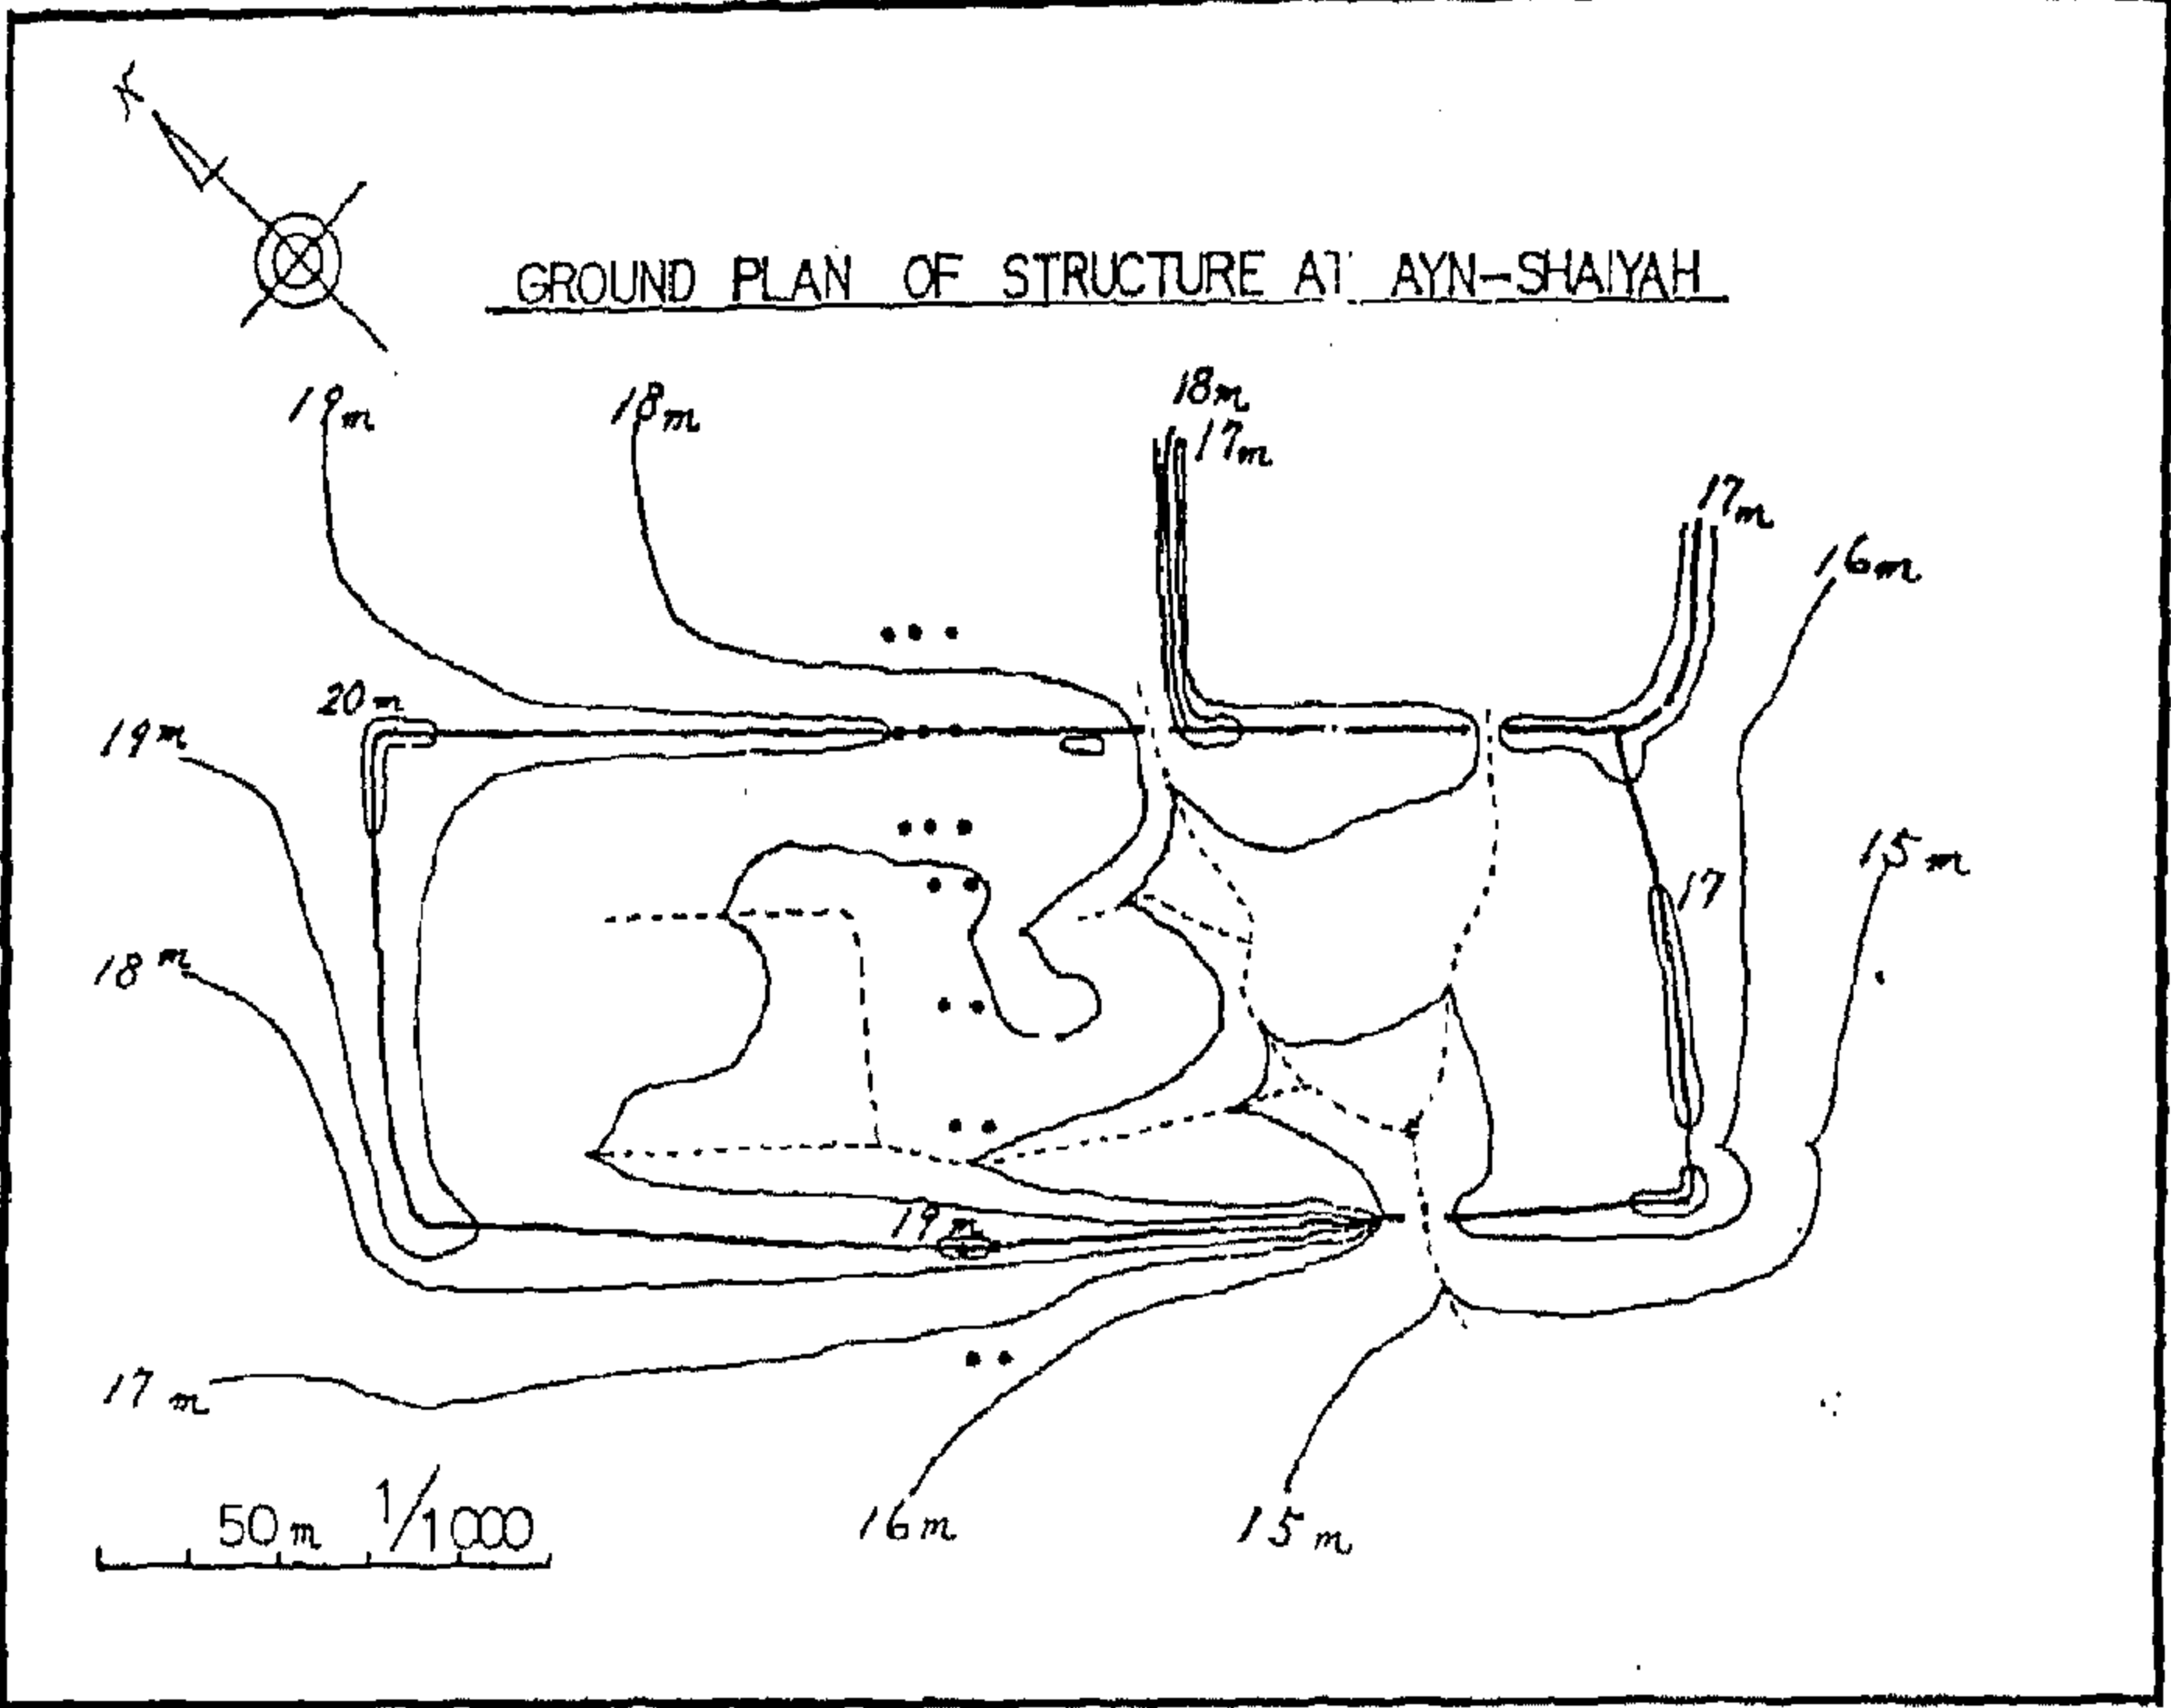 GROUND PLAN OF STRUCTURE AT AYN-SHAIYAH
19m
18m
18m
17m
17m
16m
20m
19m
15m
17
18m
19m
17m
16m
15m
50m 1/1000